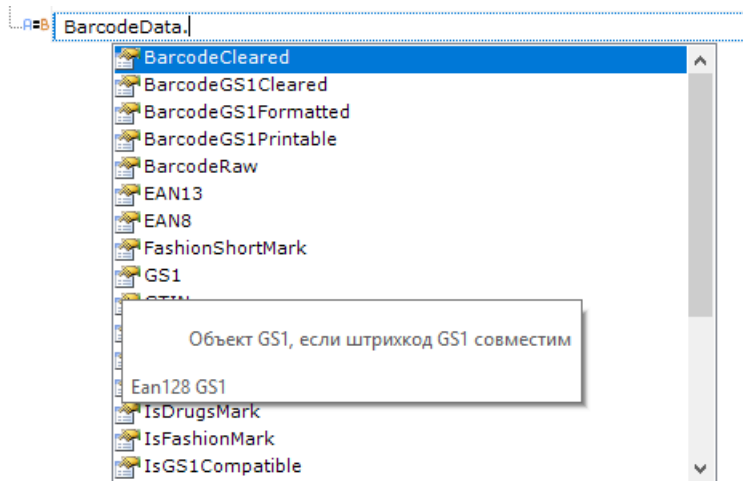 A=B BarcodeData.
BarcodeCleared
BarcodeGS1Cleared
BarcodeGS1Formatted
BarcodeGS1Printable
BarcodeRaw
EAN13
EAN8
FashionShortMark
GS1
Объект GS1, если штрихкод GS1 совместим
Ean128 GS1
IsDrugsMark
IsFashionMark
IsGS1Compatible